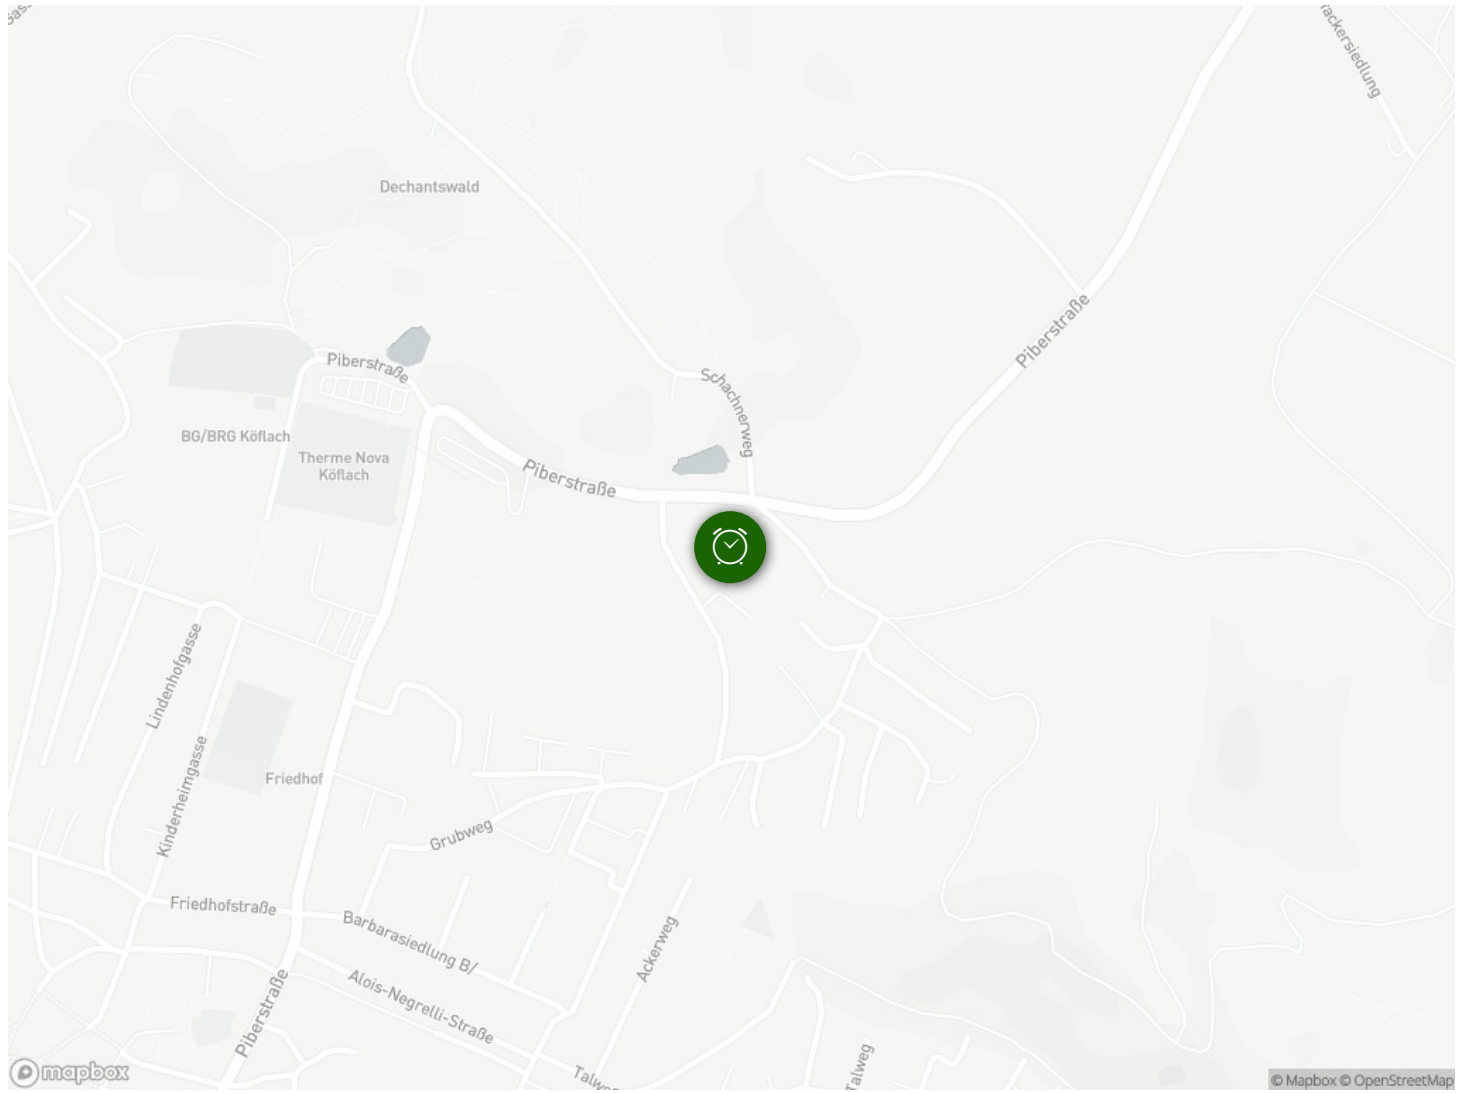 Dechantswald
Piberstraße
Piberstraße
Schachnerweg
BG/BRG Köflach
Therme Nova
Köflach
Piberstraße
Lindenhofgasse
Kinderheimgasse
Friedhof
Grubweg
Friedhofstraße
Barbarasiedlung B/
Ackerweg
Alois-Negrelli-Straße
Piberstraße
Talweg
mapbox
© Mapbox © OpenStreetMap